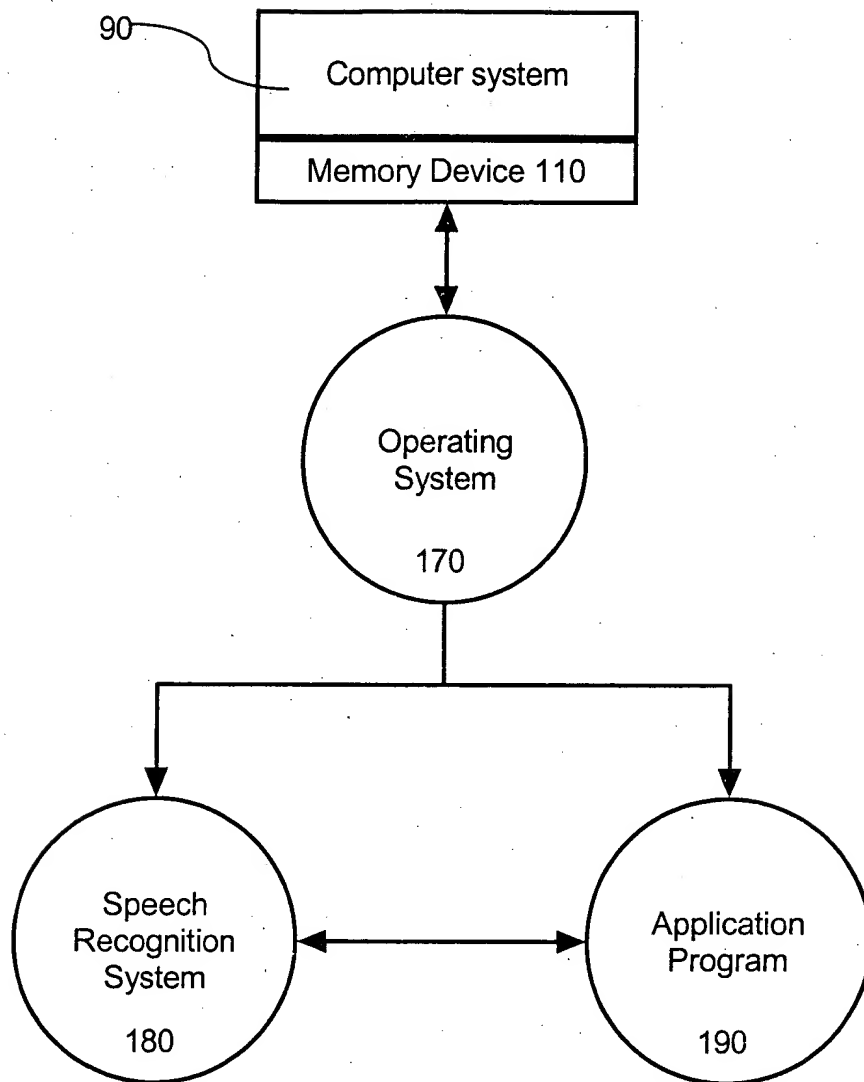 90
Computer system
Memory Device 110
Operating
System
170
Speech
Recognition
System
180
Application
Program
190